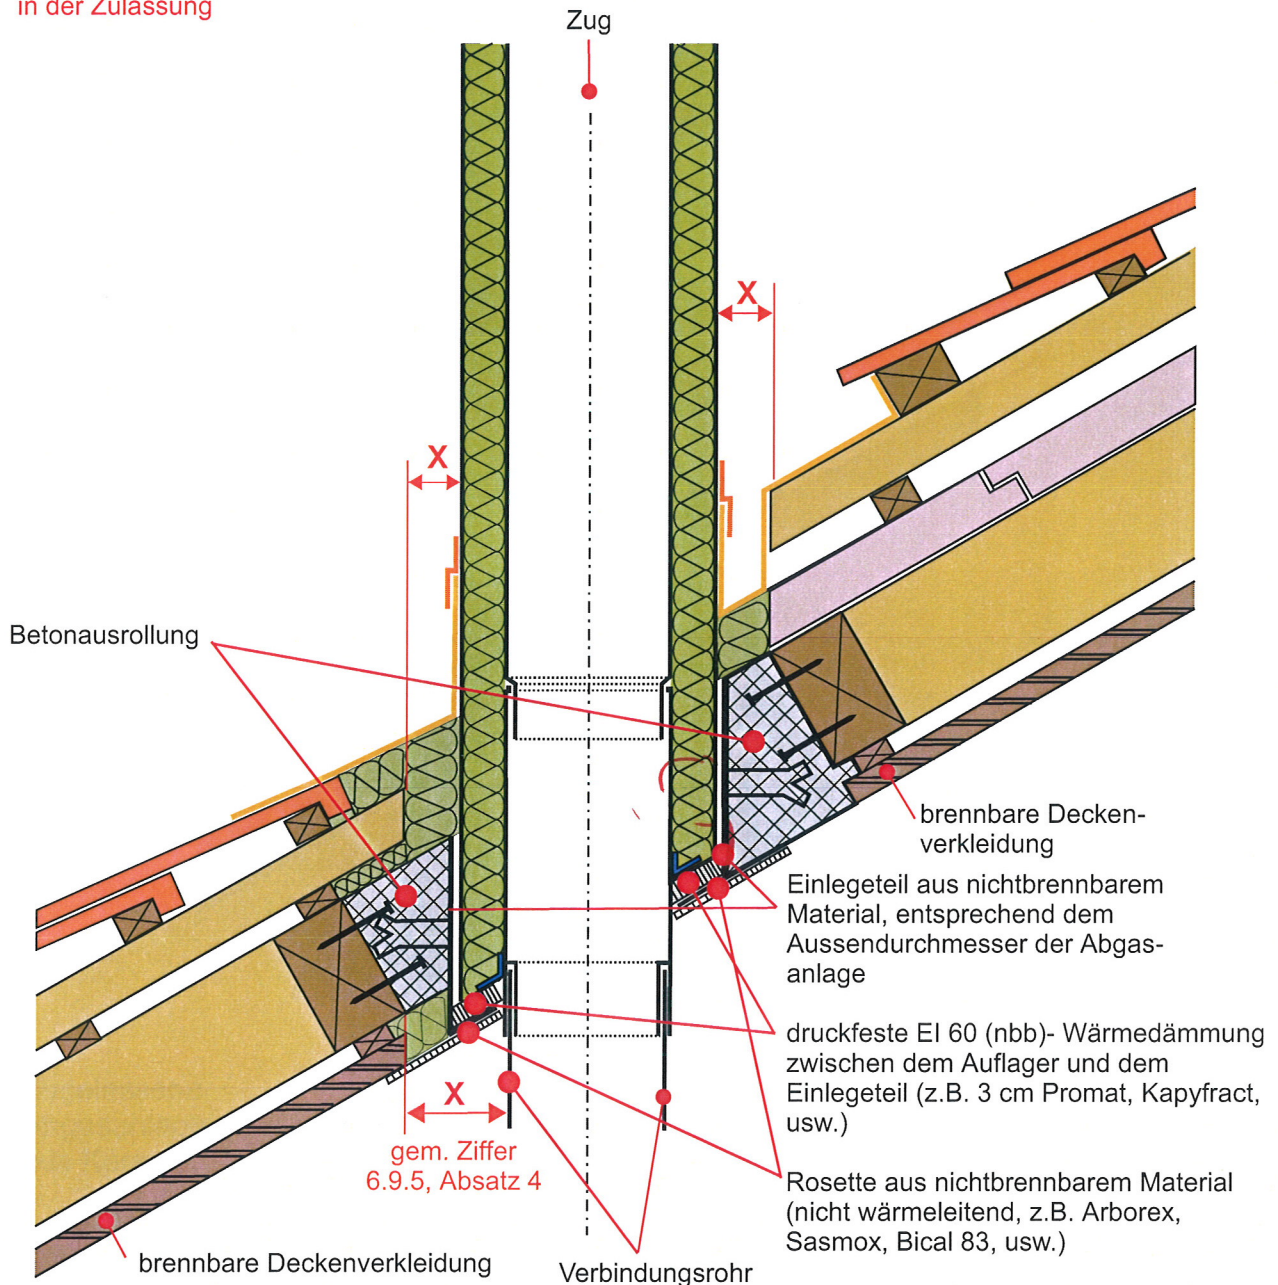 in der Zulassung
Zug
X
X
Betonausrollung
brennbare Decken-
verkleidung
Einlegeteil aus nichtbrennbarem
Material, entsprechend dem
Aussendurchmesser der Abgas-
anlage
druckfeste EI 60 (nbb)- Wärmedämmung
zwischen dem Auflager und dem
Einlegeteil (z.B. 3 cm Promat, Kapyfract,
usw.)
X
gem. Ziffer
6.9.5, Absatz 4
Rosette aus nichtbrennbarem Material
(nicht wärmeleitend, z.B. Arborex,
Sasmox, Bical 83, usw.)
brennbare Deckenverkleidung
Verbindungsrohr